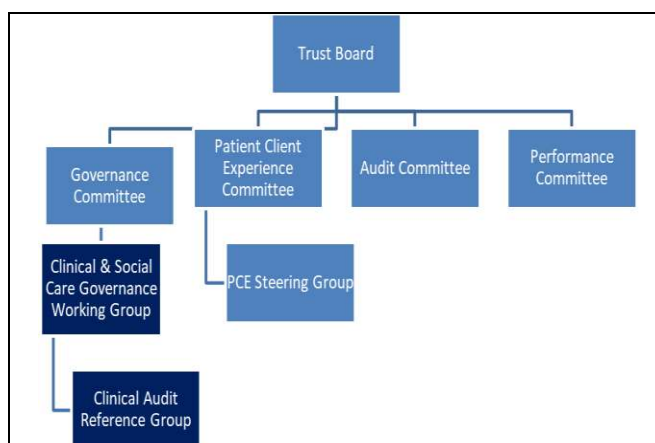 Trust Board
Governance
Committee
Patient Client
Experience
Committee
Audit Committee
Performance
Committee
Clinical & Social
Care Governance
Working Group
PCE Steering Group
Clinical Audit
Reference Group